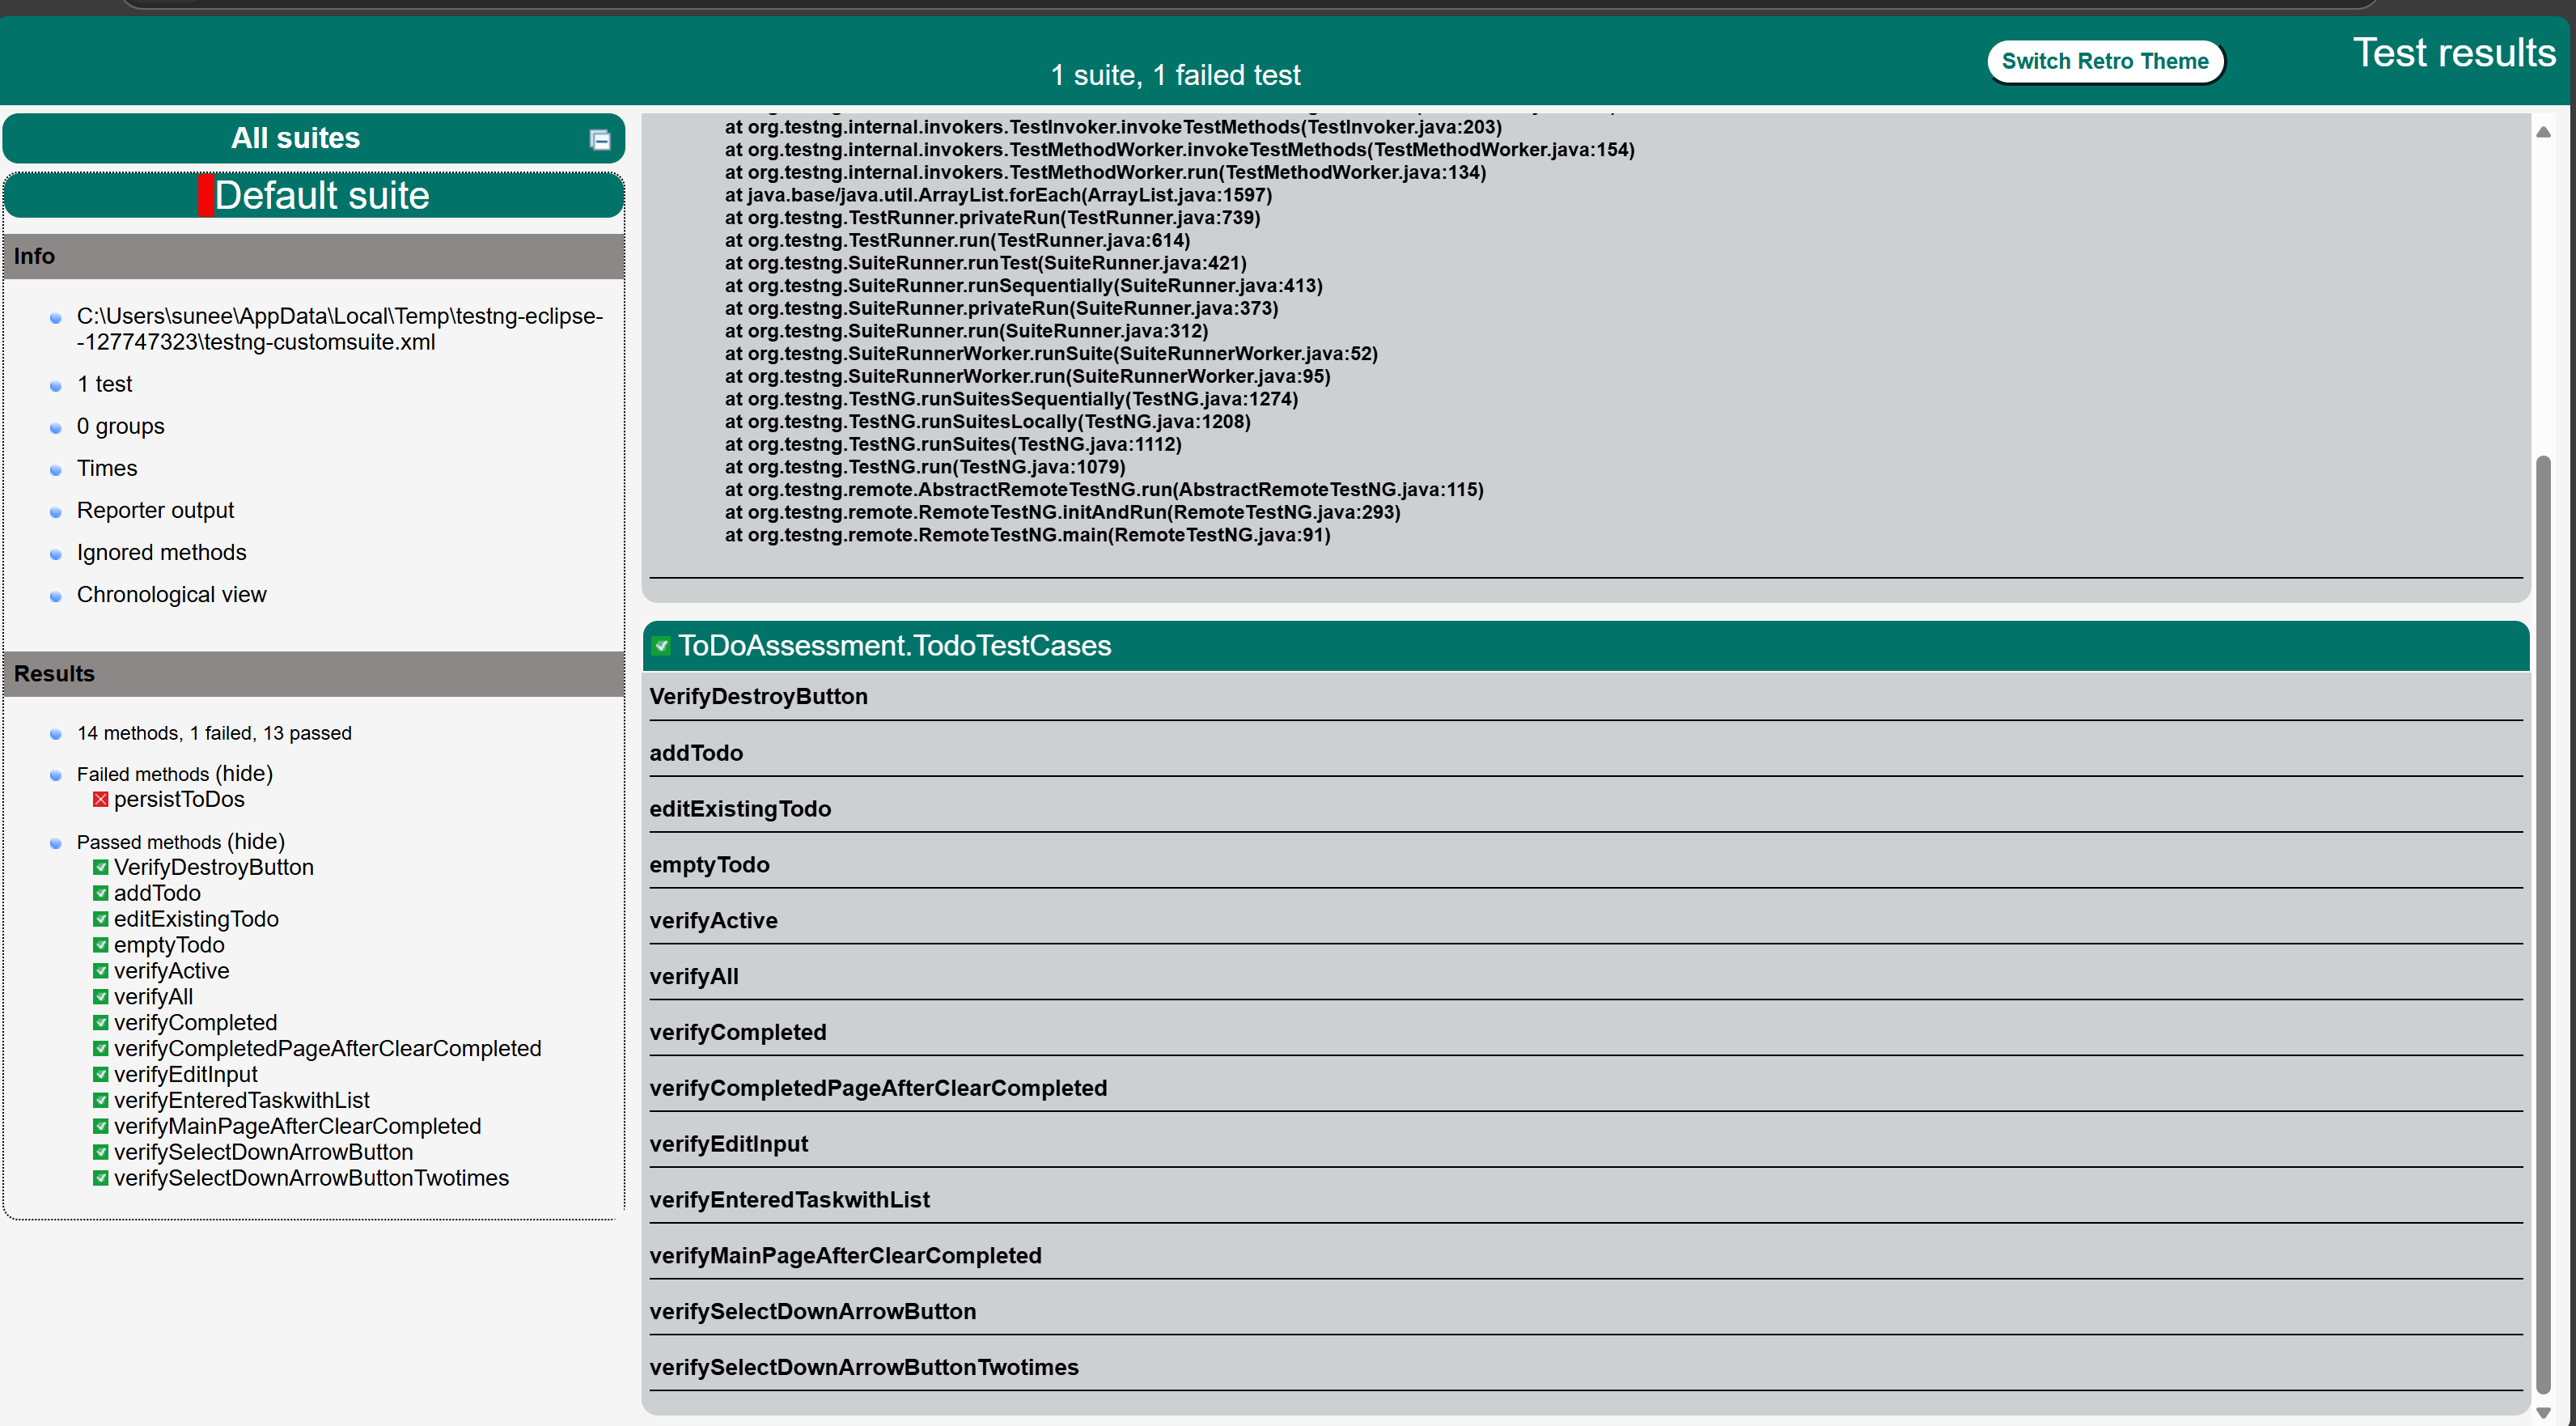 1 suite, 1 failed test
Switch Retro Theme
Test results
All suites
Default suite
Info
C:\Users\sunee\AppData\Local\Temp\testng-eclipse-
-127747323\testng-customsuite.xml
1 test
0 groups
Times
Reporter output
Ignored methods
Chronological view
Results
14 methods, 1 failed, 13 passed
Failed methods (hide)
persistToDos
Passed methods (hide)
VerifyDestroyButton
addTodo
editExistingTodo
emptyTodo
verifyActive
verifyAll
verifyCompleted
verifyCompletedPageAfterClearCompleted
verifyEditInput
verifyEnteredTaskwithList
verifyMainPageAfterClearCompleted
verifySelectDownArrowButton
verifySelectDownArrowButtonTwotimes
at org.testng.internal.invokers.TestInvoker.invokeTestMethods(TestInvoker.java:203)
at org.testng.internal.invokers.TestMethodWorker.invokeTestMethods(TestMethodWorker.java:154)
at org.testng.internal.invokers.TestMethodWorker.run(TestMethodWorker.java:134)
at java.base/java.util.ArrayList.forEach(ArrayList.java:1597)
at org.testng.TestRunner.privateRun(TestRunner.java:739)
at org.testng.TestRunner.run(TestRunner.java:614)
at org.testng.SuiteRunner.runTest(SuiteRunner.java:421)
at org.testng.SuiteRunner.runSequentially(SuiteRunner.java:413)
at org.testng.SuiteRunner.privateRun(SuiteRunner.java:373)
at org.testng.SuiteRunner.run(SuiteRunner.java:312)
at org.testng.SuiteRunnerWorker.runSuite(SuiteRunnerWorker.java:52)
at org.testng.SuiteRunnerWorker.run(SuiteRunnerWorker.java:95)
at org.testng.TestNG.runSuitesSequentially(TestNG.java:1274)
at org.testng.TestNG.runSuitesLocally(TestNG.java:1208)
at org.testng.TestNG.runSuites(TestNG.java:1112)
at org.testng.TestNG.run(TestNG.java:1079)
at org.testng.remote.AbstractRemoteTestNG.run(AbstractRemoteTestNG.java:115)
at org.testng.remote.RemoteTestNG.initAndRun(RemoteTestNG.java:293)
at org.testng.remote.RemoteTestNG.main(RemoteTestNG.java:91)
ToDoAssessment.TodoTestCases
VerifyDestroyButton
addTodo
editExistingTodo
emptyTodo
verifyActive
verifyAll
verifyCompleted
verifyCompletedPageAfterClearCompleted
verifyEditInput
verifyEnteredTaskwithList
verifyMainPageAfterClearCompleted
verifySelectDownArrowButton
verifySelectDownArrowButtonTwotimes